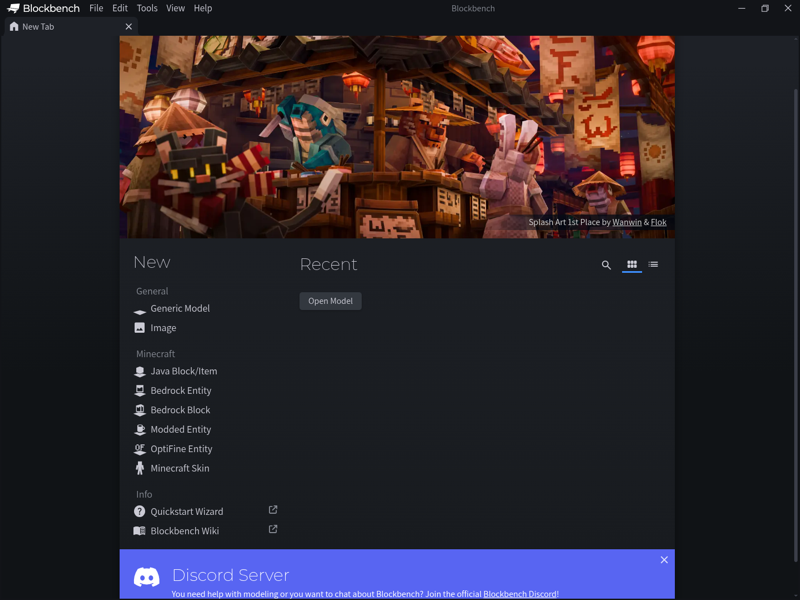 Blockbench File Edit Tools View Help Blockbench
New Tab
Splash Art 1st Place by Wanwin & Flok
New
Recent
General
Generic Model
Open Model
Image
Minecraft
Java Block/Item
Bedrock Entity
Bedrock Block
Modded Entity
OptiFine Entity
Minecraft Skin
Info
Quickstart Wizard
Blockbench Wiki
Discord Server
You need help with modeling or you want to chat about Blockbench? Join the official Blockbench Discord!